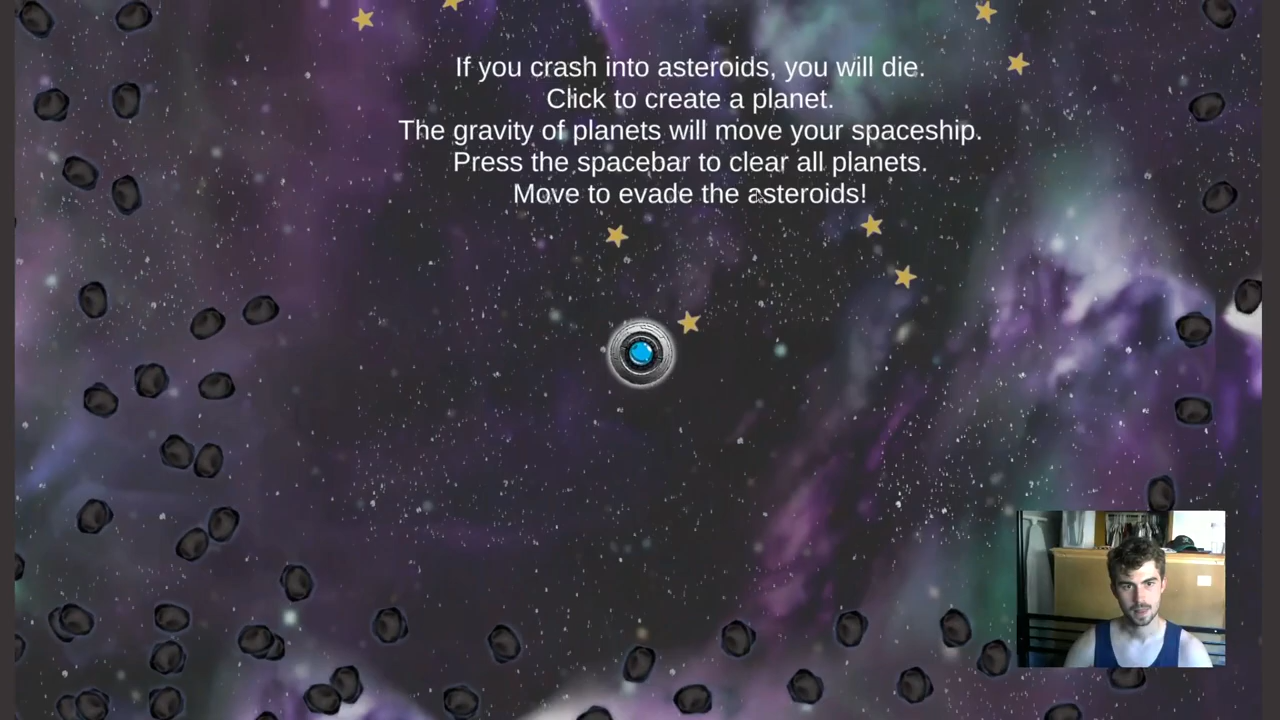 If you crash into asteroids, you will die.
Click to create a planet.
The gravity of planets will move your spaceship.
Press the spacebar to clear all planets.
Move to evade the asteroids!